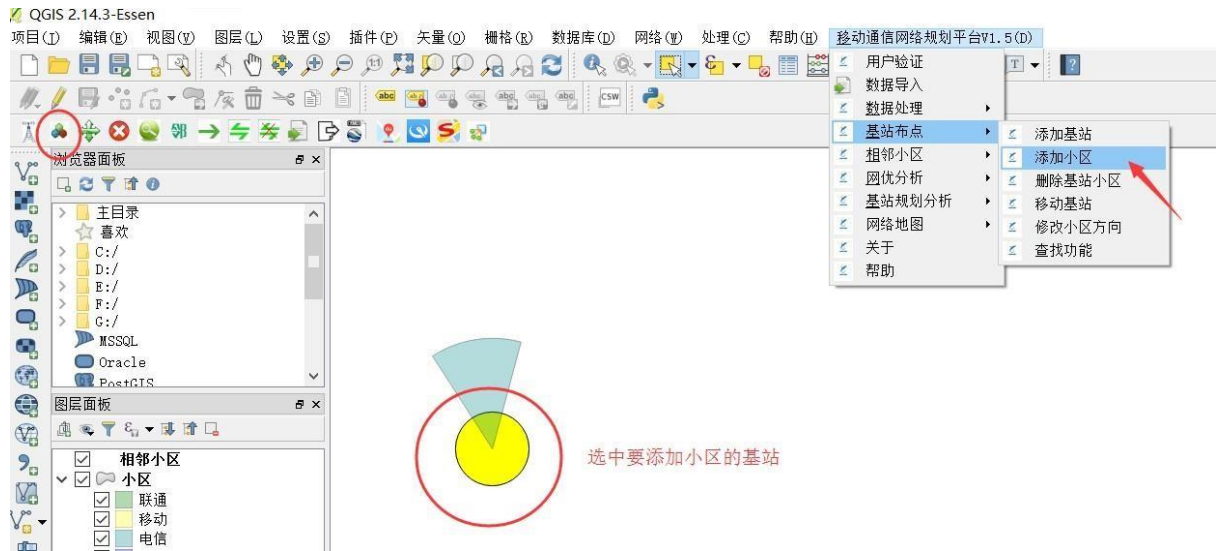 QGIS 2.14.3-Essen
项目(J) 编辑(E) 视图(V) 图层(L) 设置(S) 插件(P) 矢量(O) 栅格(R) 数据库(D) 网络(W) 处理(C) 帮助(H) 移动通信网络规划平台V1.5(D)
用户验证
数据导入
数据处理
基站布点
相邻小区
网优分析
基站规划分析
网络地图
关于
帮助
添加基站
添加小区
删除基站小区
移动基站
修改小区方向
查找功能
abc
CSW
邻
浏览器面板
主目录
喜欢
C:/
D:/
E:/
F:/
G:/
MSSQL
Oracle
PostGIS
图层面板
相邻小区
小区
联通
移动
电信
选中要添加小区的基站